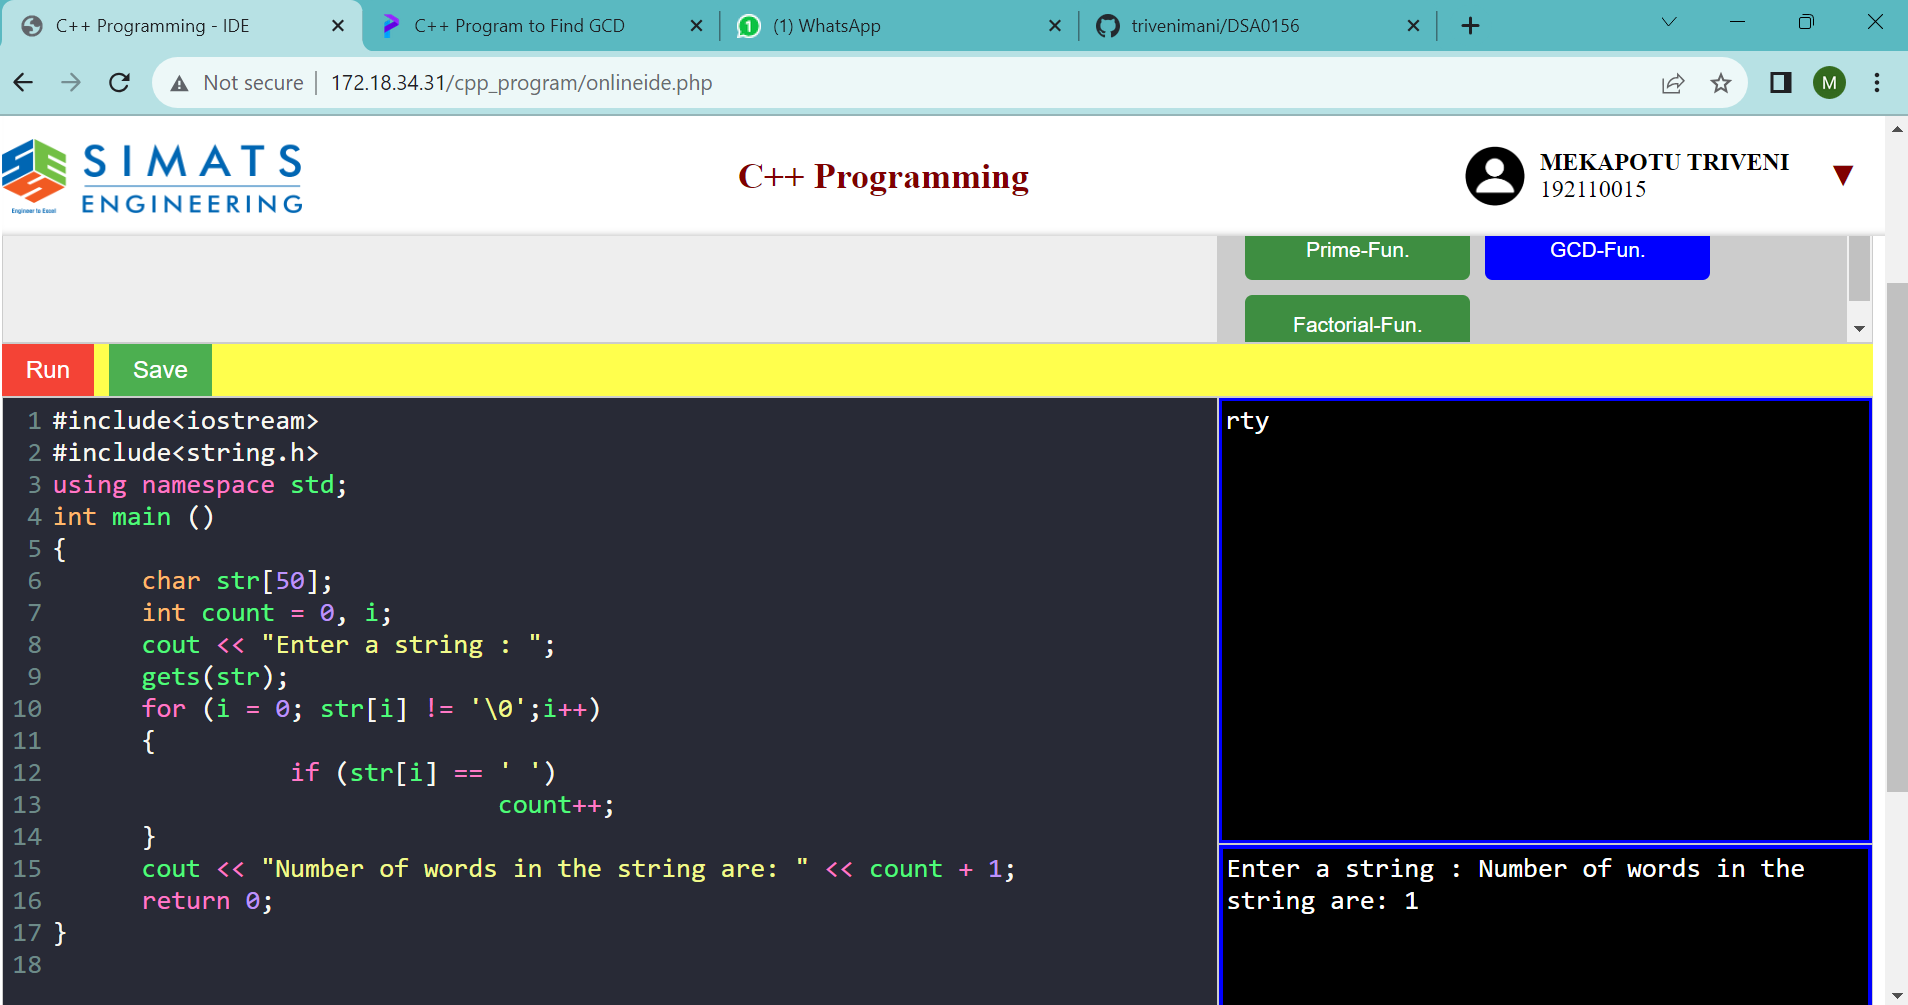 C++ Programming - IDE
C++ Program to Find GCD
1
(1) WhatsApp
trivenimani/DSA0156
Not secure
172.18.34.31/cpp_program/onlineide.php
M
SIMATS
ENGINEERING
Engineer to Excel
C++ Programming
MEKAPOTU TRIVENI
192110015
Prime-Fun.
GCD-Fun.
Factorial-Fun.
Run
Save
1 #include<iostream>
2 #include<string.h>
3 using namespace std;
4 int main ()
5 {
6 char str[50];
7 int count = 0, i;
8 cout << "Enter a string : ";
9 gets(str);
10 for (i = 0; str[i] != '\0';i++)
11 {
12 if (str[i] == ' ')
13 count++;
14 }
15 cout << "Number of words in the string are: " << count + 1;
16 return 0;
17 }
18
rty
Enter a string : Number of words in the
string are: 1